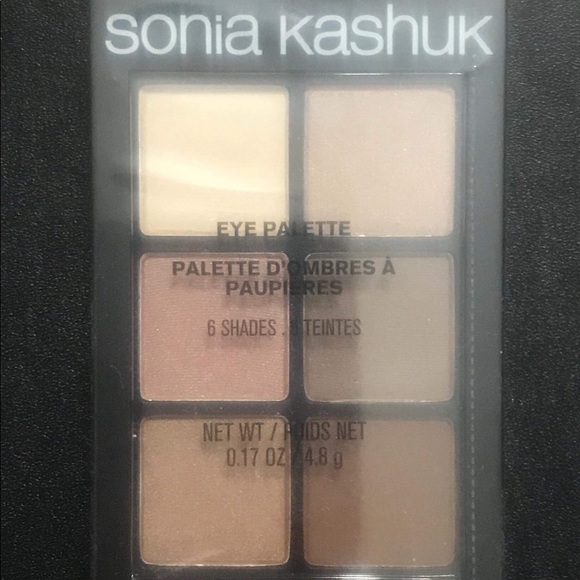 sonia kashuk
EYE PALETTE
PALETTE D'OMBRES À
PAUPIÈRES
6 SHADES . 6 TEINTES
NET WT / POIDS NET
0.17 OZ / 4.8 g